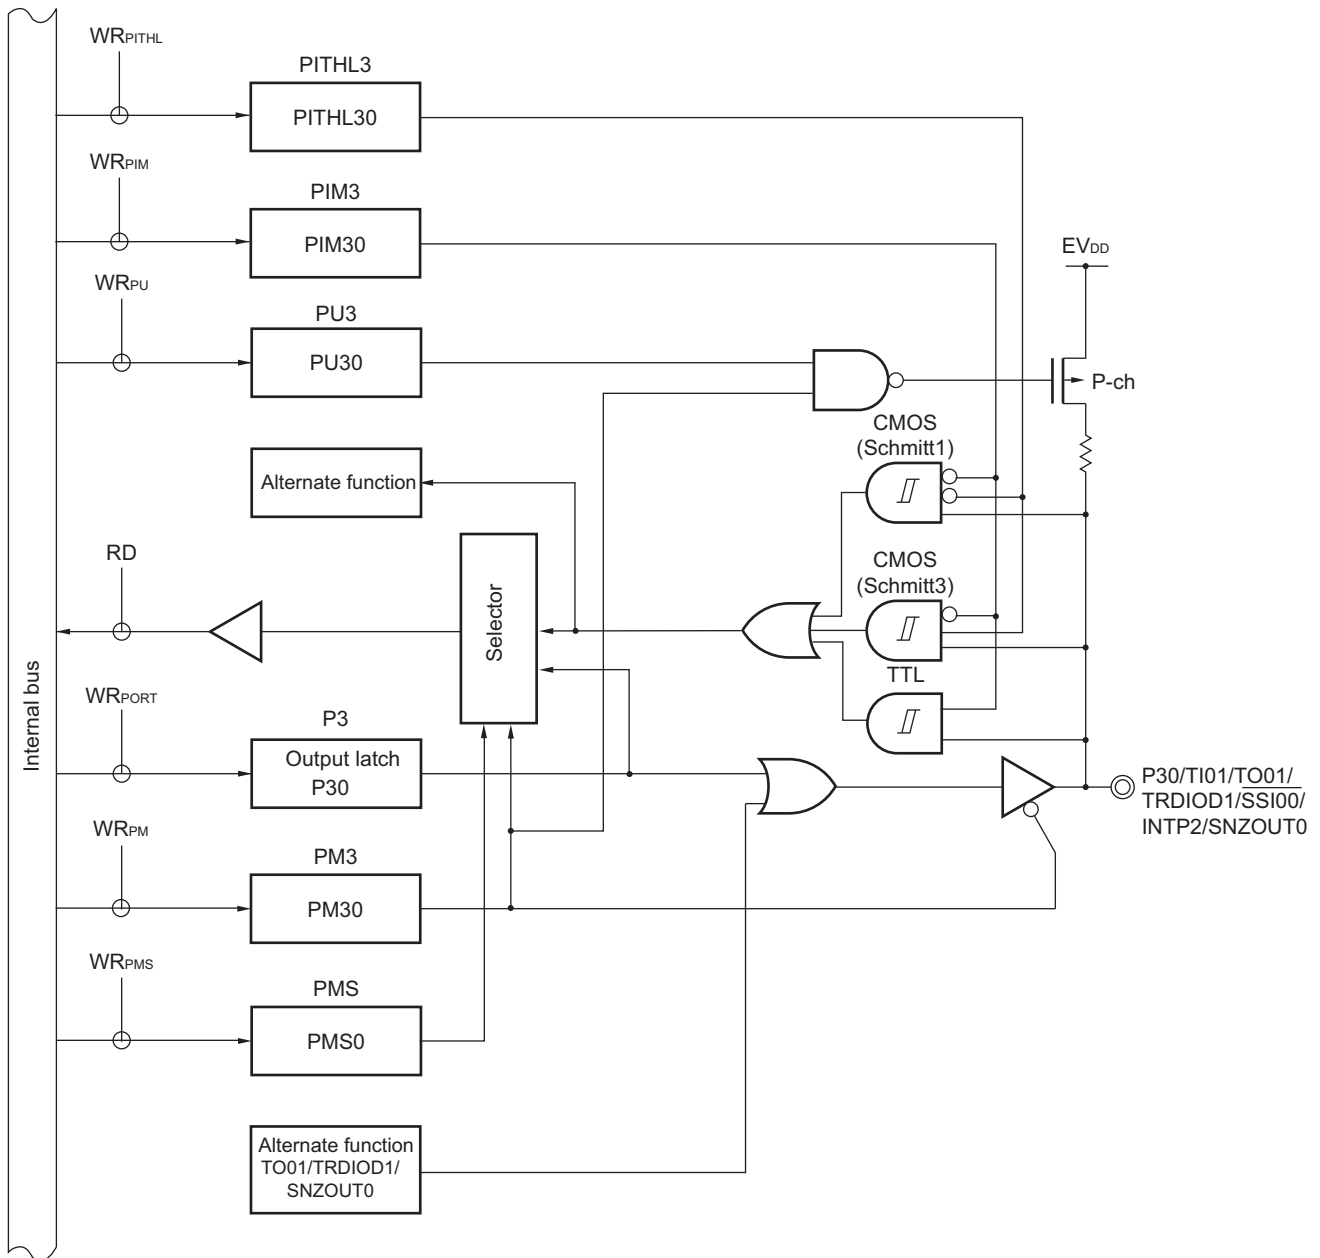 WRPITHL
PITHL3
PITHL30
WRPIM
PIM3
PIM30
EVDD
WRPU
PU3
PU30
P-ch
CMOS
(Schmitt1)
Alternate function
RD
Selector
CMOS
(Schmitt3)
TTL
Internal bus
WRPORT
P3
Output latch
P30
P30/TI01/TO01/
TRDIOD1/SSI00/
INTP2/SNZOUT0
WRPM
PM3
PM30
WRPMS
PMS
PMS0
Alternate function
TO01/TRDIOD1/
SNZOUT0